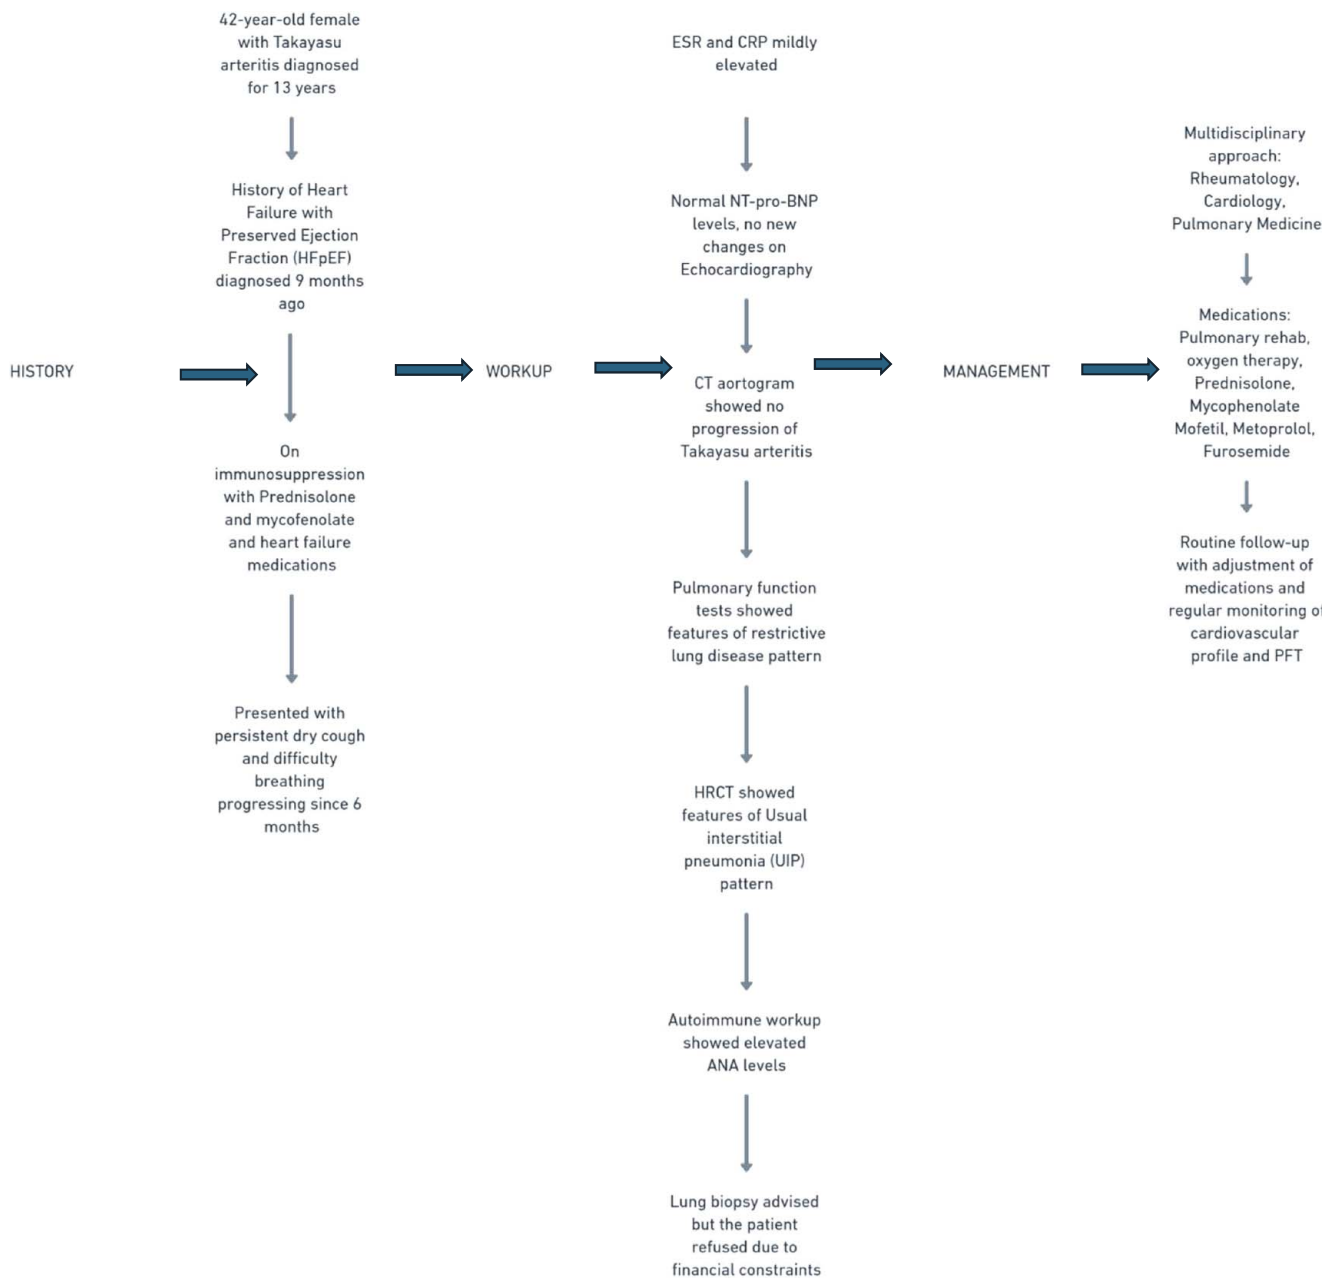 HISTORY
42-year-old female
with Takayasu
arteritis diagnosed
for 13 years
History of Heart
Failure with
Preserved Ejection
Fraction (HFpEF)
diagnosed 9 months
ago
On
immunosuppression
with Prednisolone
and mycofenolate
and heart failure
medications
Presented with
persistent dry cough
and difficulty
breathing
progressing since 6
months
WORKUP
ESR and CRP mildly
elevated
Normal NT-pro-BNP
levels, no new
changes on
Echocardiography
CT aortogram
showed no
progression of
Takayasu arteritis
Pulmonary function
tests showed
features of restrictive
lung disease pattern
HRCT showed
features of Usual
interstitial
pneumonia (UIP)
pattern
Autoimmune workup
showed elevated
ANA levels
Lung biopsy advised
but the patient
refused due to
financial constraints
MANAGEMENT
Multidisciplinary
approach:
Rheumatology,
Cardiology,
Pulmonary Medicine
Medications:
Pulmonary rehab,
oxygen therapy,
Prednisolone,
Mycophenolate
Mofetil, Metoprolol,
Furosemide
Routine follow-up
with adjustment of
medications and
regular monitoring of
cardiovascular
profile and PFT